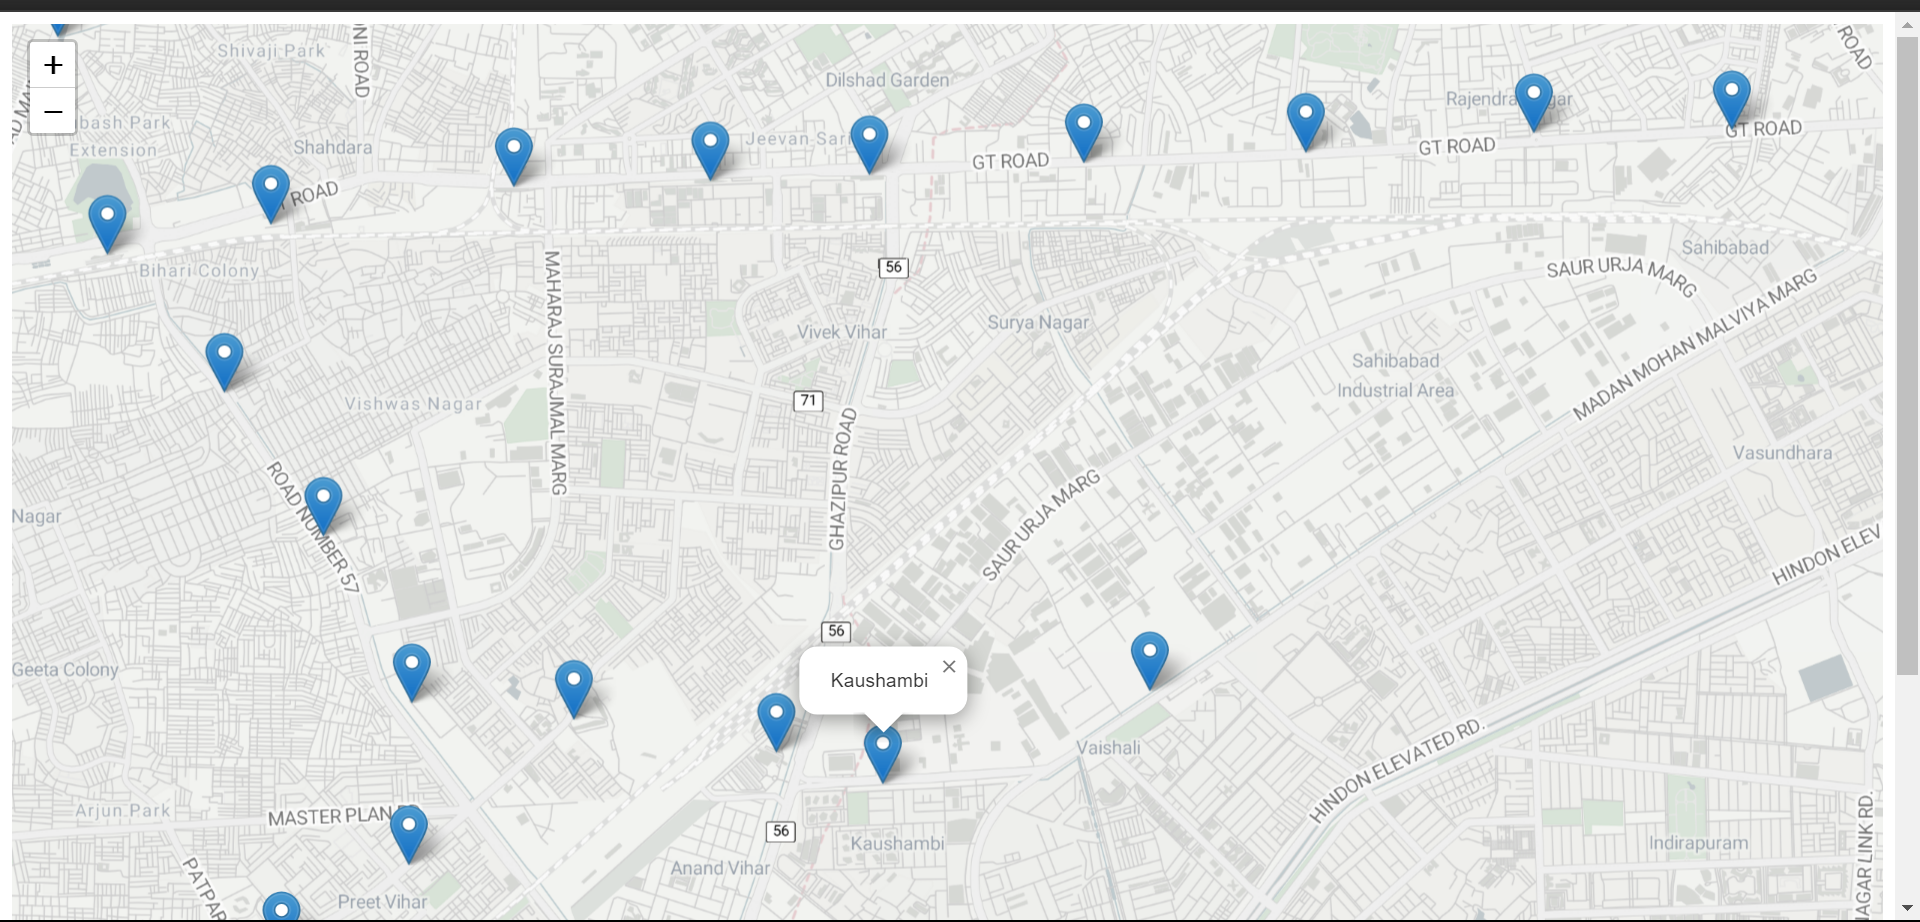 +
−
Shivaji Park
NI ROAD
Dilshad Garden
ROAD
Rajendra Nagar
GT ROAD
GT ROAD
GT ROAD
bash Park
Extension
Shahdara
Jeevan Sari
ROAD
Bihari Colony
56
Sahibabad
SAUR URJA MARG
MADAN MOHAN MALVIYA MARG
MAHARAJ SURAJMAL MARG
Vivek Vihar
Surya Nagar
Sahibabad
Industrial Area
Vishwas Nagar
71
GHAZIPUR ROAD
Vasundhara
ROAD NUMBER 57
Nagar
SAUR URJA MARG
HINDON ELEV
56
Geeta Colony
Kaushambi
×
Vaishali
HINDON ELEVATED RD.
Arjun Park
MASTER PLAN
56
Kaushambi
Indirapuram
Anand Vihar
PATPAR
Preet Vihar
NAGAR LINK RD.